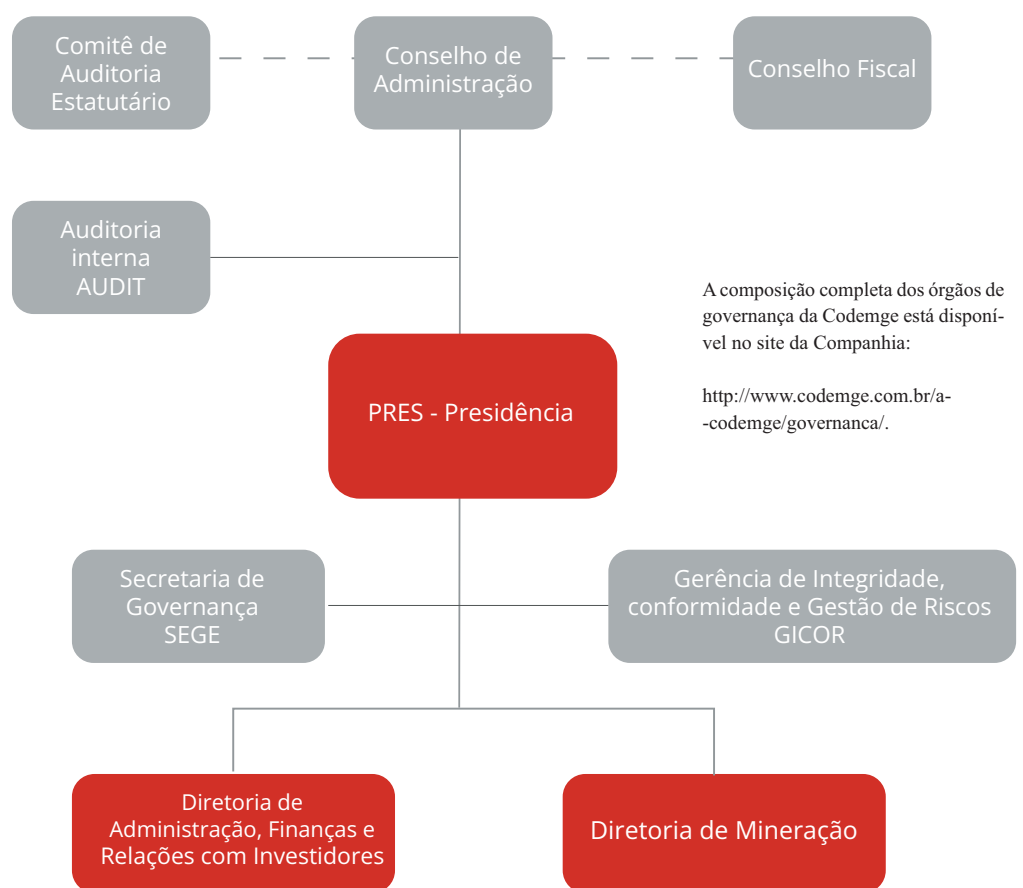 Comitê de
Auditoria
Estatutário
Conselho de
Administração
Conselho Fiscal
Auditoria
interna
AUDIT
A composição completa dos órgãos de
governança da Codemge está disponí-
vel no site da Companhia:
http://www.codemge.com.br/a-
-codemge/governanca/.
PRES - Presidência
Secretaria de
Governança
SEGE
Gerência de Integridade,
conformidade e Gestão de Riscos
GICOR
Diretoria de
Administração, Finanças e
Relações com Investidores
Diretoria de Mineração